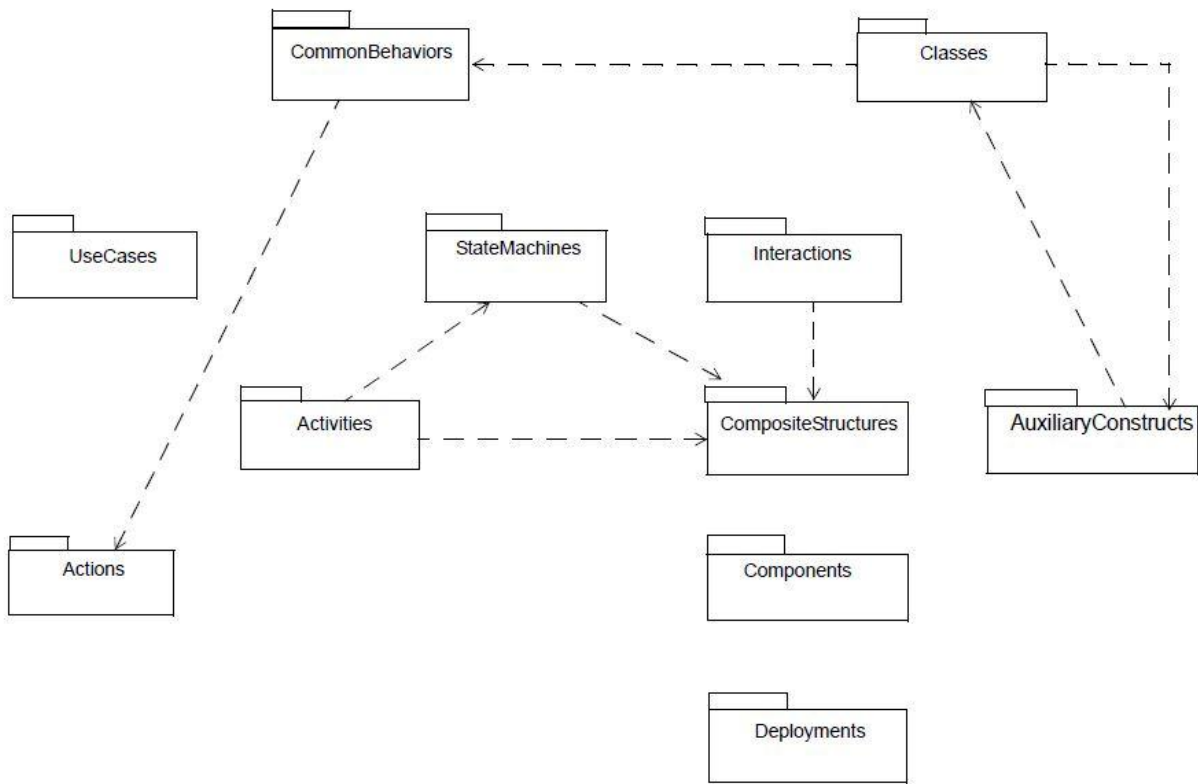 CommonBehaviors
Classes
UseCases
StateMachines
Interactions
Activities
CompositeStructures
AuxiliaryConstructs
Actions
Components
Deployments